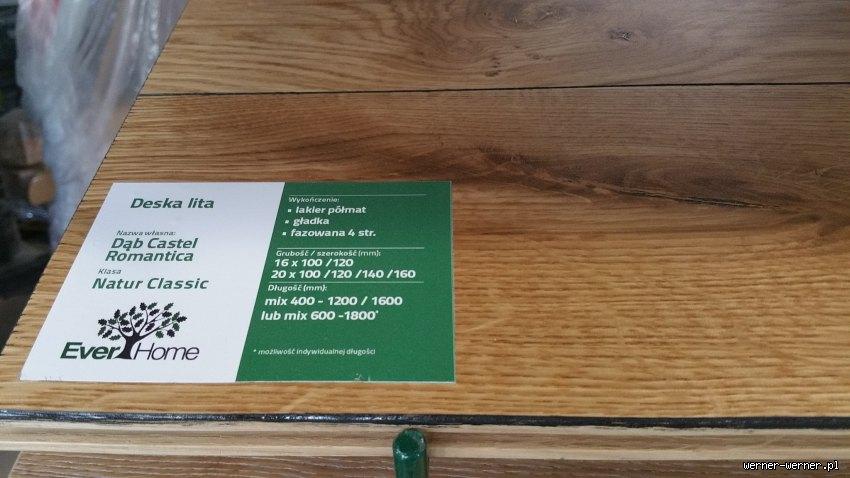 Deska lita
Nazwa własna:
Dąb Castel
Romantica
Klasa
Natur Classic
EverHome
Wykończenie:
▪ lakier półmat
▪ gładka
▪ fazowana 4 str.
Grubość / szerokość (mm):
16 x 100 /120
20 x 100 /120 /140 /160
Długość (mm):
mix 400 - 1200 / 1600
lub mix 600 -1800*
* możliwość indywidualnej długości
werner-werner.pl